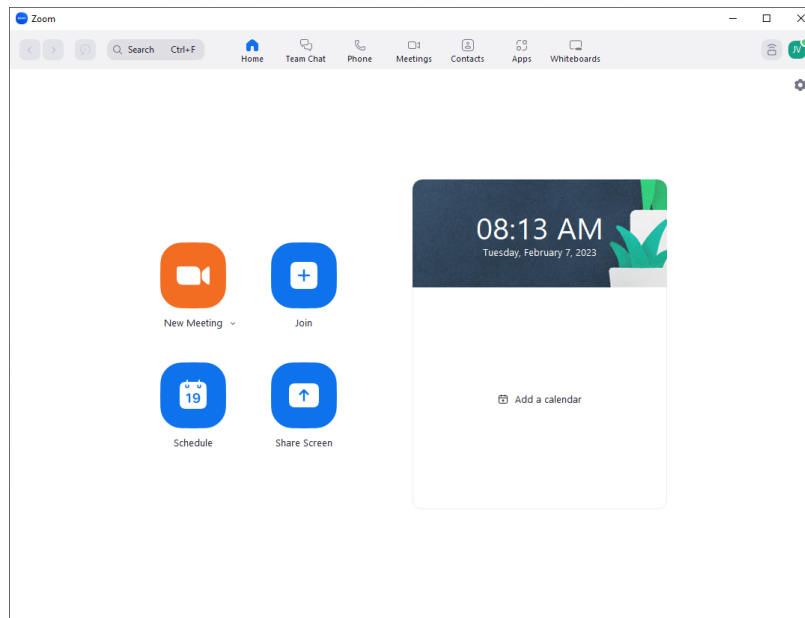 Zoom
Search Ctrl+F
Home
Team Chat
Phone
Meetings
Contacts
Apps
Whiteboards
JV
08:13 AM
Tuesday, February 7, 2023
New Meeting
Join
19
Schedule
Share Screen
Add a calendar